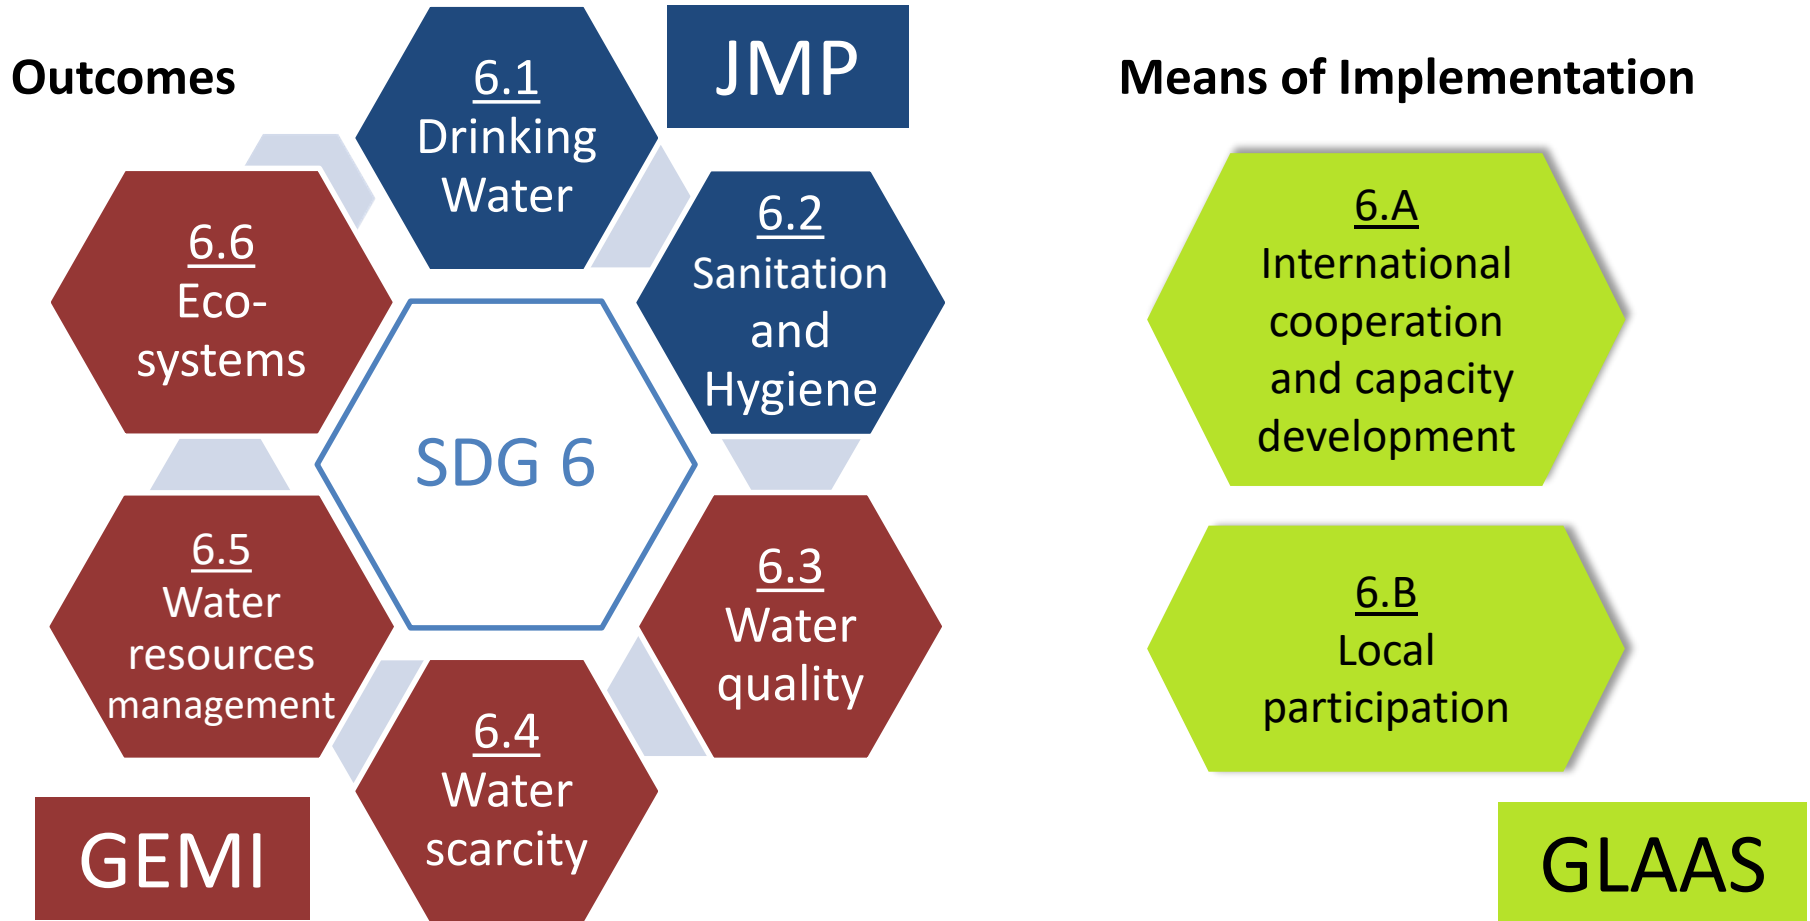 Outcomes
JMP
6.1
Drinking
Water
6.2
Sanitation
and
Hygiene
6.3
Water
quality
6.4
Water
scarcity
6.5
Water
resources
management
6.6
Eco-
systems
SDG 6
GEMI
Means of Implementation
6.A
International
cooperation
and capacity
development
6.B
Local
participation
GLAAS